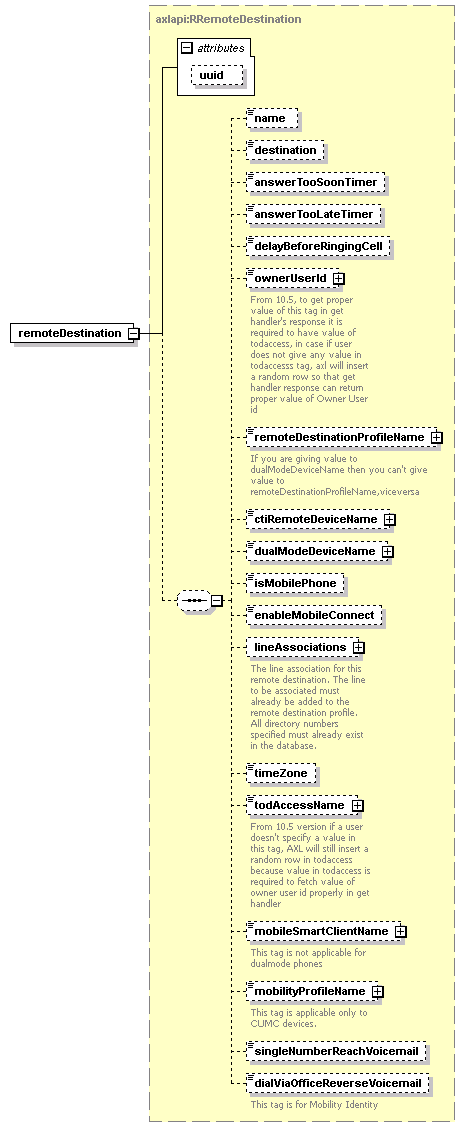 axlapi:RRemoteDestination
attributes
uuid
name
destination
answerTooSoonTimer
answerTooLateTimer
delayBeforeRingingCell
ownerUserId
From 10.5, to get proper
value of this tag in get
handler's response it is
required to have value of
todaccess, in case if user
does not give any value in
todaccesss tag, axl will insert
a random row so that get
handler response can return
proper value of Owner User
id
remoteDestination
remoteDestinationProfileName
If you are giving value to
dualModeDeviceName then you can't give
value to
remoteDestinationProfileName,viceversa
ctiRemoteDeviceName
dualModeDeviceName
isMobilePhone
enableMobileConnect
lineAssociations
The line association for this
remote destination. The line
to be associated must
already be added to the
remote destination profile.
All directory numbers
specified must already exist
in the database.
timeZone
todAccessName
From 10.5 version if a user
doesn't specify a value in
this tag, AXL will still insert a
random row in todaccess
because value in todaccess is
required to fetch value of
owner user id properly in get
handler
mobileSmartClientName
This tag is not applicable for
dualmode phones
mobilityProfileName
This tag is applicable only to
CUMC devices.
singleNumberReachVoicemail
dialViaOfficeReverseVoicemail
This tag is for Mobility Identity